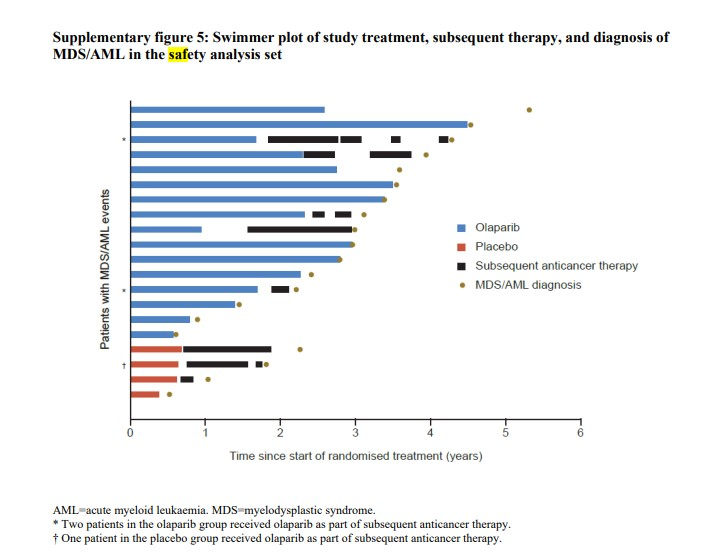 Supplementary figure 5: Swimmer plot of study treatment, subsequent therapy, and diagnosis of
MDS/AML in the safety analysis set
Patients with MDS/AML events
*
*
†
Olaparib
Placebo
Subsequent anticancer therapy
MDS/AML diagnosis
0 1 2 3 4 5 6
Time since start of randomised treatment (years)
AML=acute myeloid leukaemia. MDS=myelodysplastic syndrome.
* Two patients in the olaparib group received olaparib as part of subsequent anticancer therapy.
† One patient in the placebo group received olaparib as part of subsequent anticancer therapy.